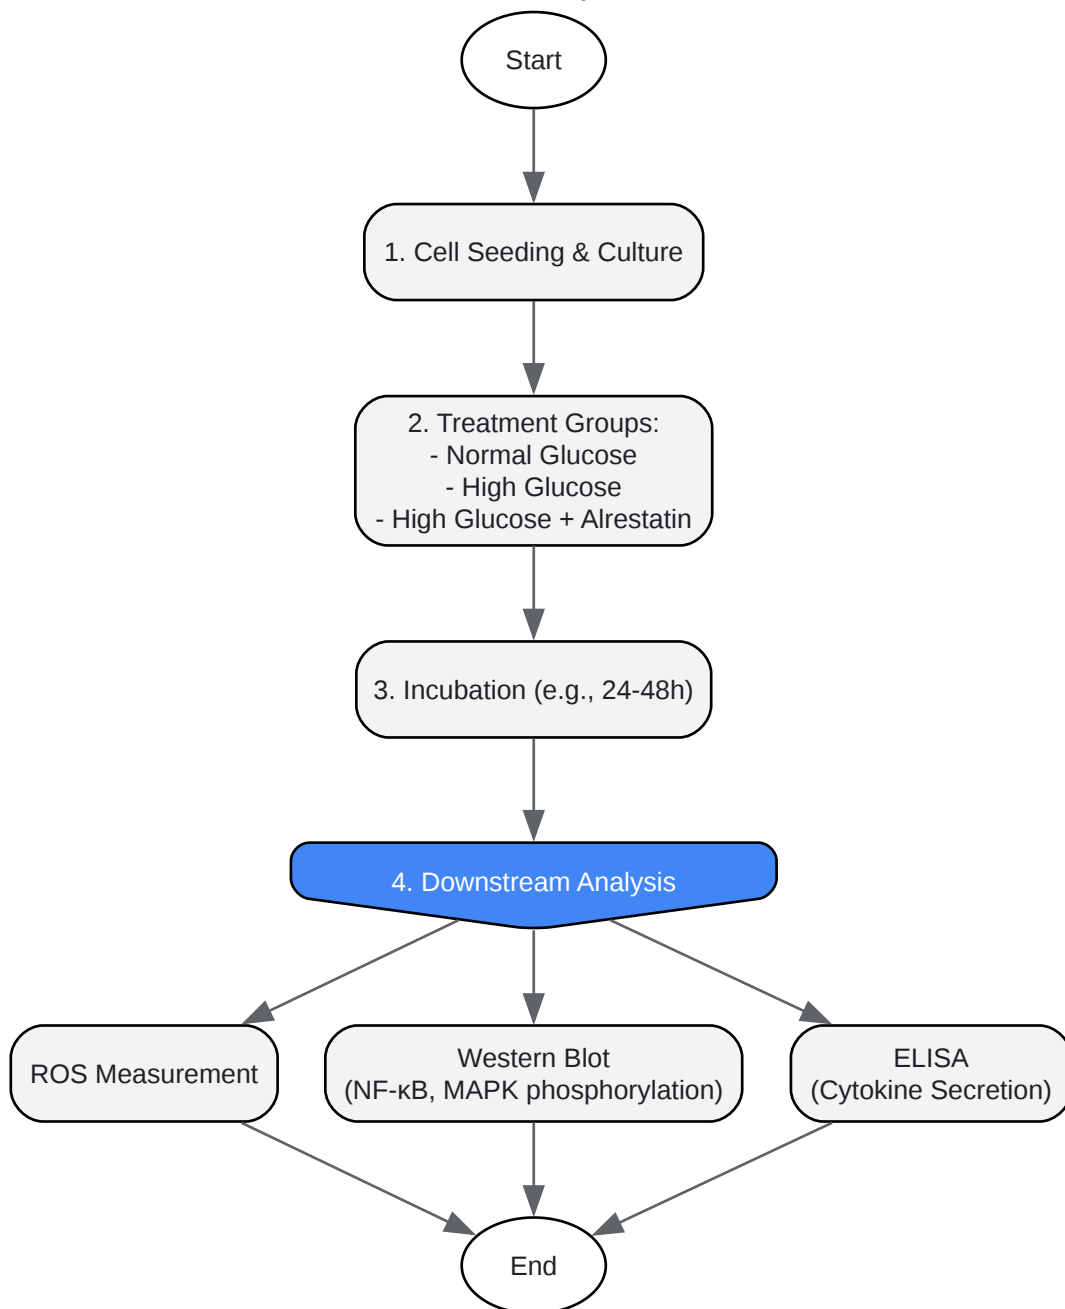 Start
1. Cell Seeding & Culture
2. Treatment Groups:
- Normal Glucose
- High Glucose
- High Glucose + Alrestatin
3. Incubation (e.g., 24-48h)
4. Downstream Analysis
ROS Measurement
Western Blot
(NF-κB, MAPK phosphorylation)
ELISA
(Cytokine Secretion)
End